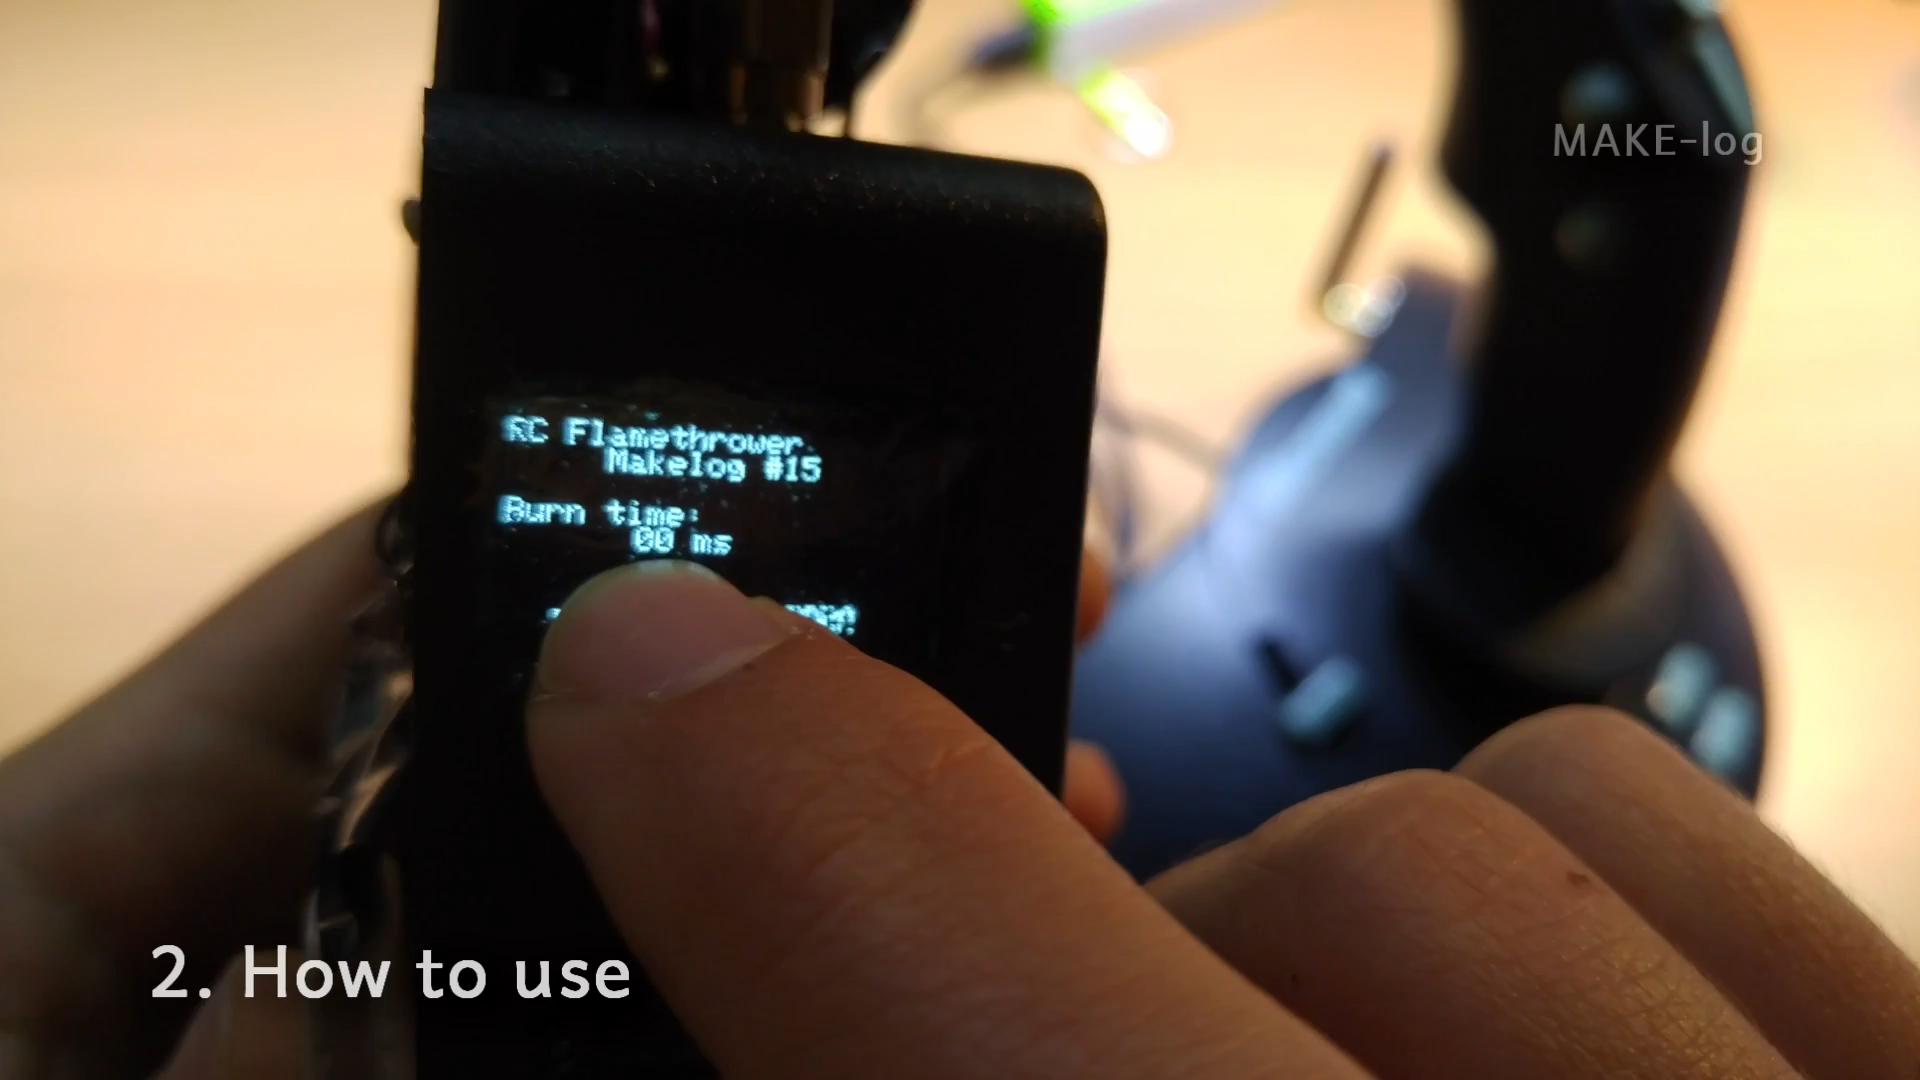 MAKE-log
RC Flamethrower
Makelog #15
Burn time:
00 ms
2. How to use